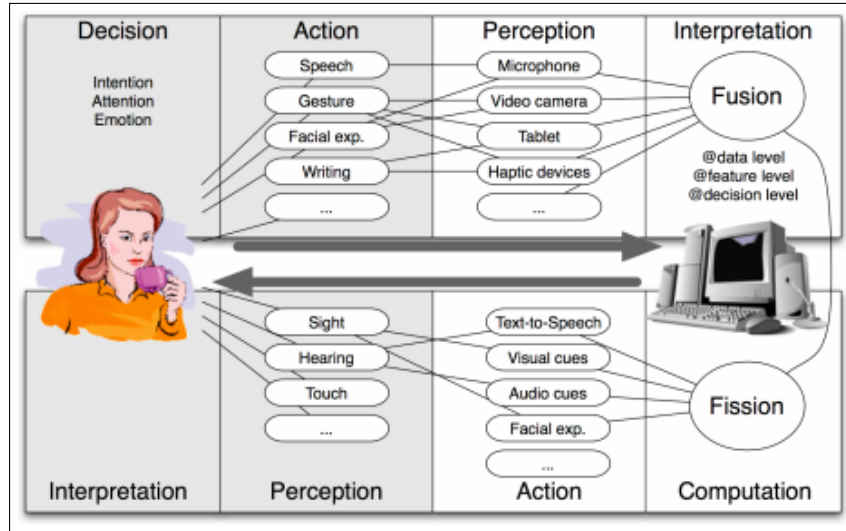 Decision
Action
Perception
Interpretation
Intention
Attention
Emotion
Speech
Gesture
Facial exp.
Writing
...
Microphone
Video camera
Tablet
Haptic devices
...
Fusion
@data level
@feature level
@decision level
Sight
Hearing
Touch
...
Text-to-Speech
Visual cues
Audio cues
Facial exp.
...
Fission
Interpretation
Perception
Action
Computation